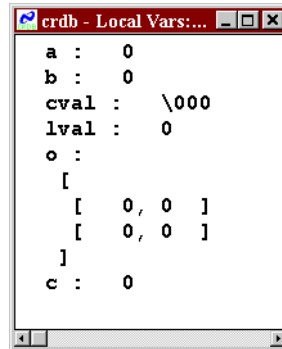 crdb - Local Vars:...
a : 0
b : 0
cval : \000
lval : 0
o :
[
[ 0, 0 ]
[ 0, 0 ]
]
c : 0